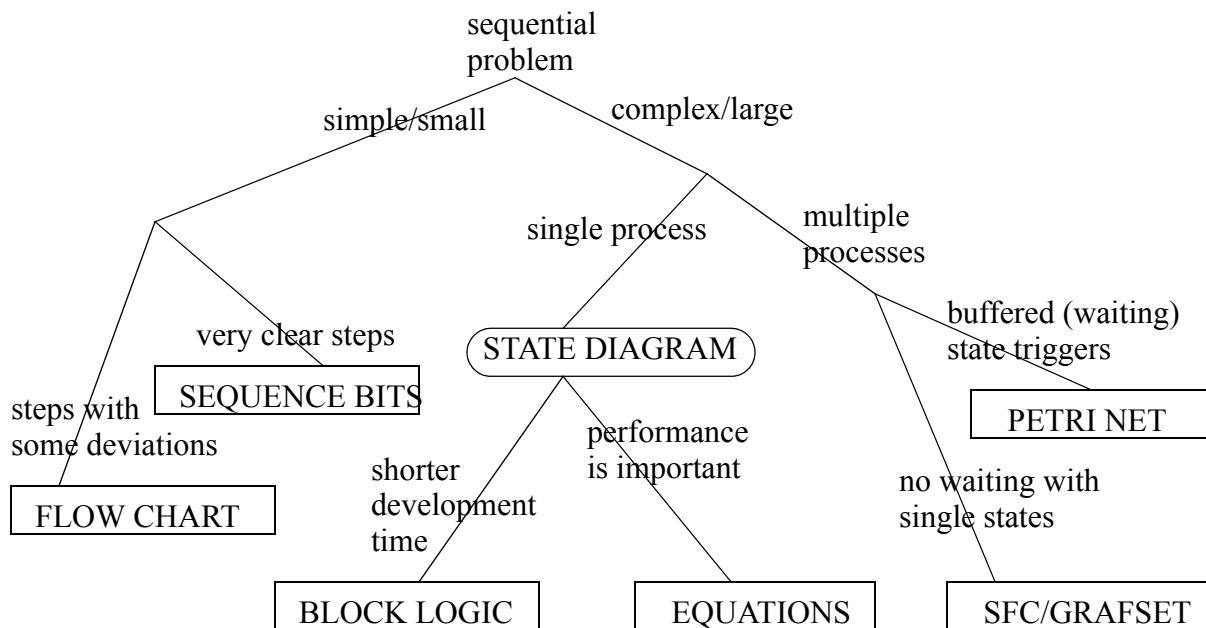 sequential
problem
simple/small
complex/large
single process
multiple
processes
very clear steps
STATE DIAGRAM
buffered (waiting)
state triggers
SEQUENCE BITS
PETRI NET
steps with
some deviations
performance
is important
shorter
development
time
no waiting with
single states
FLOW CHART
BLOCK LOGIC
EQUATIONS
SFC/GRAFSET